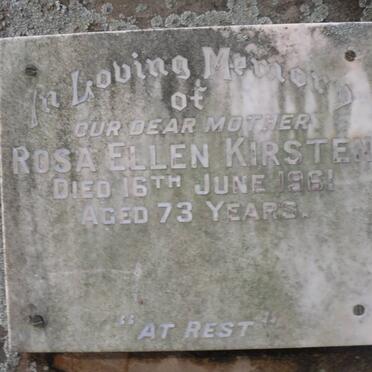 In Loving Memory
of
OUR DEAR MOTHER
ROSA ELLEN KIRSTEN
DIED 16TH JUNE 1961
AGED 73 YEARS.
"AT REST"